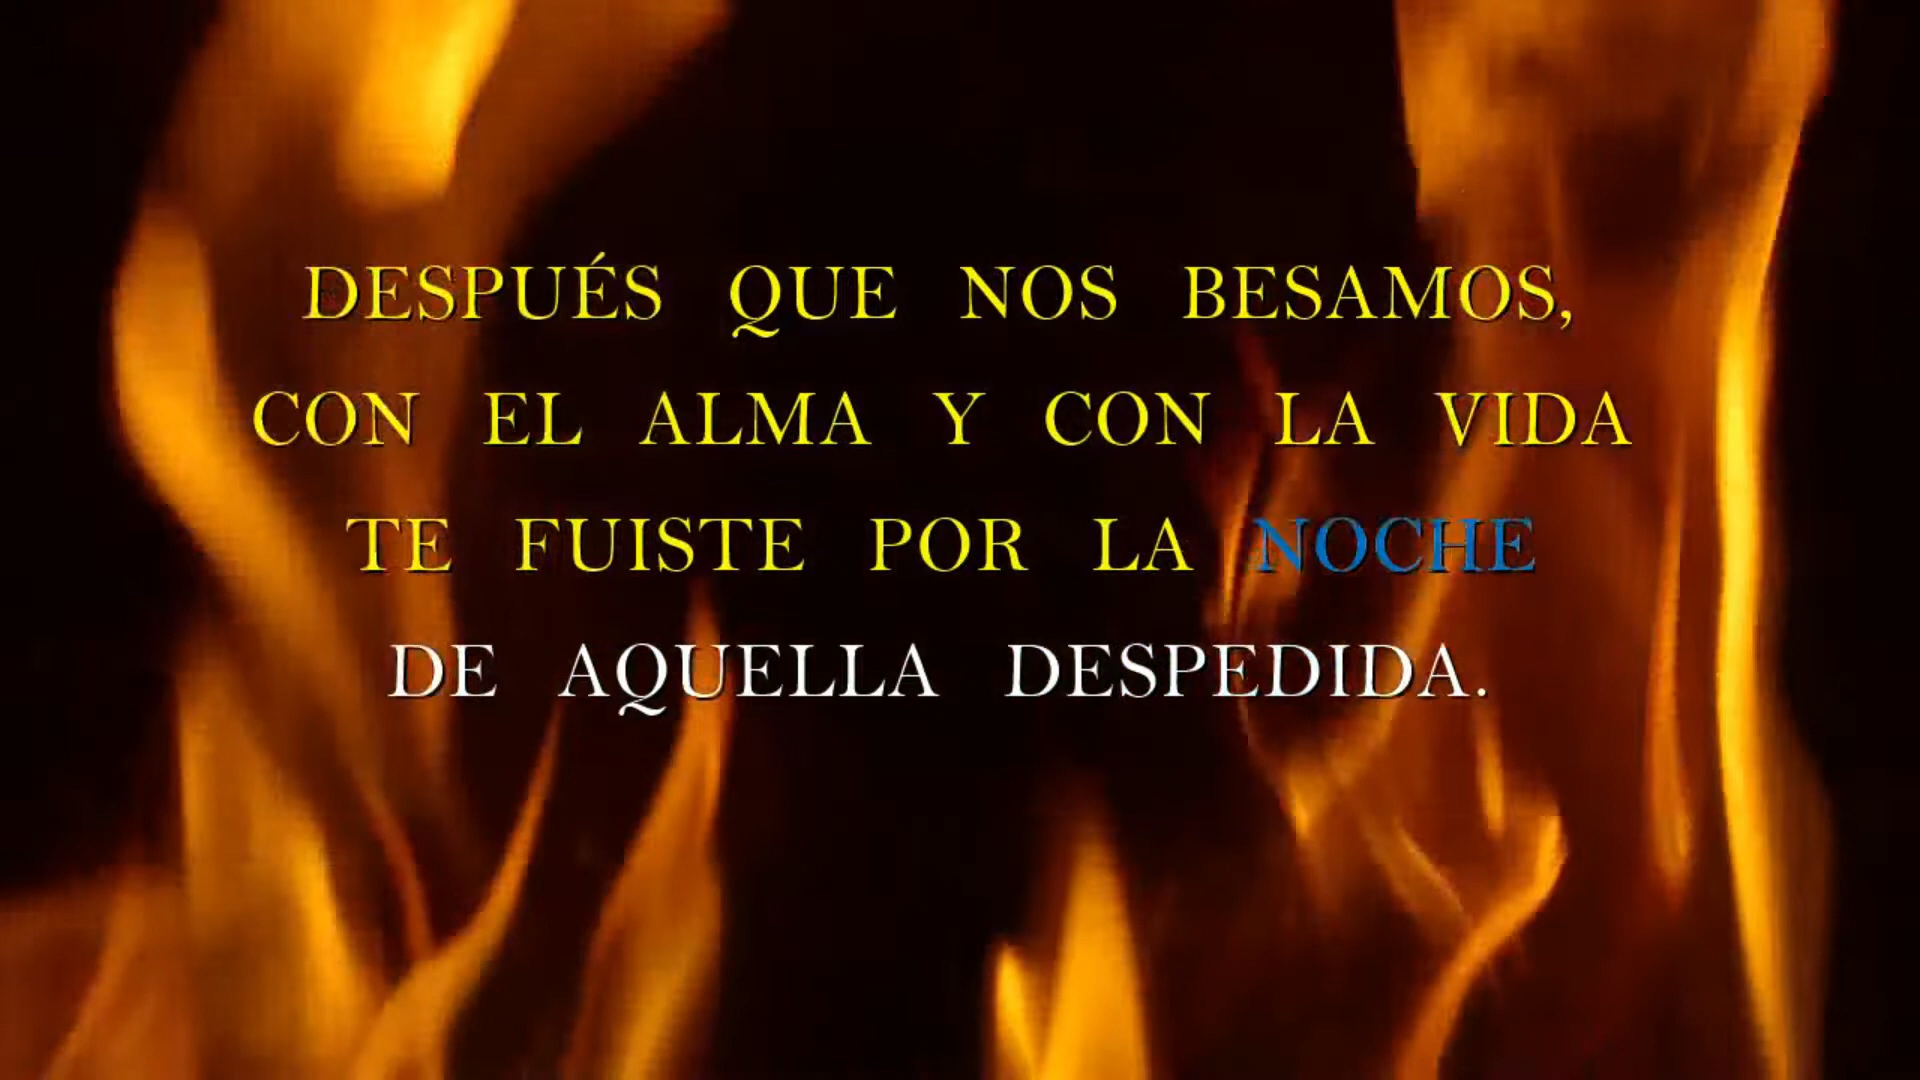 DESPUÉS QUE NOS BESAMOS,
CON EL ALMA Y CON LA VIDA
TE FUISTE POR LA NOCHE
DE AQUELLA DESPEDIDA.